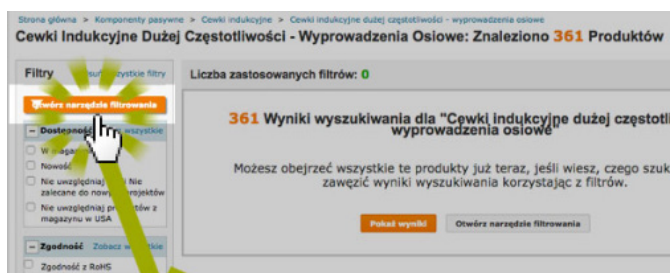 Strona główna > Komponenty pasywne > Cewki indukcyjne > Cewki indukcyjne dużej częstotliwości - wyprowadzenia osiowe
Cewki Indukcyjne Dużej Częstotliwości - Wyprowadzenia Osiowe: Znaleziono 361 Produktów
Filtry
wszystkie filtry
Liczba zastosowanych filtrów: 0
Otwórz narzędzie filtrowania
361 Wyniki wyszukiwania dla "Cewki indukcyjne dużej częstotli
wyprowadzenia osiowe"
Dostępność wszystkie
W
Nowość
Nie uwzględniaj Nie
zalecane do
Nie uwzględniaj z
magazynu w USA
Możesz obejrzeć wszystkie te produkty już teraz, jeśli wiesz, czego szuk
zawęzić wyniki wyszukiwania korzystając z filtrów.
Pokaż wyniki
Otwórz narzędzie filtrowania
Zgodność Zobacz
Zgodność z RoHS